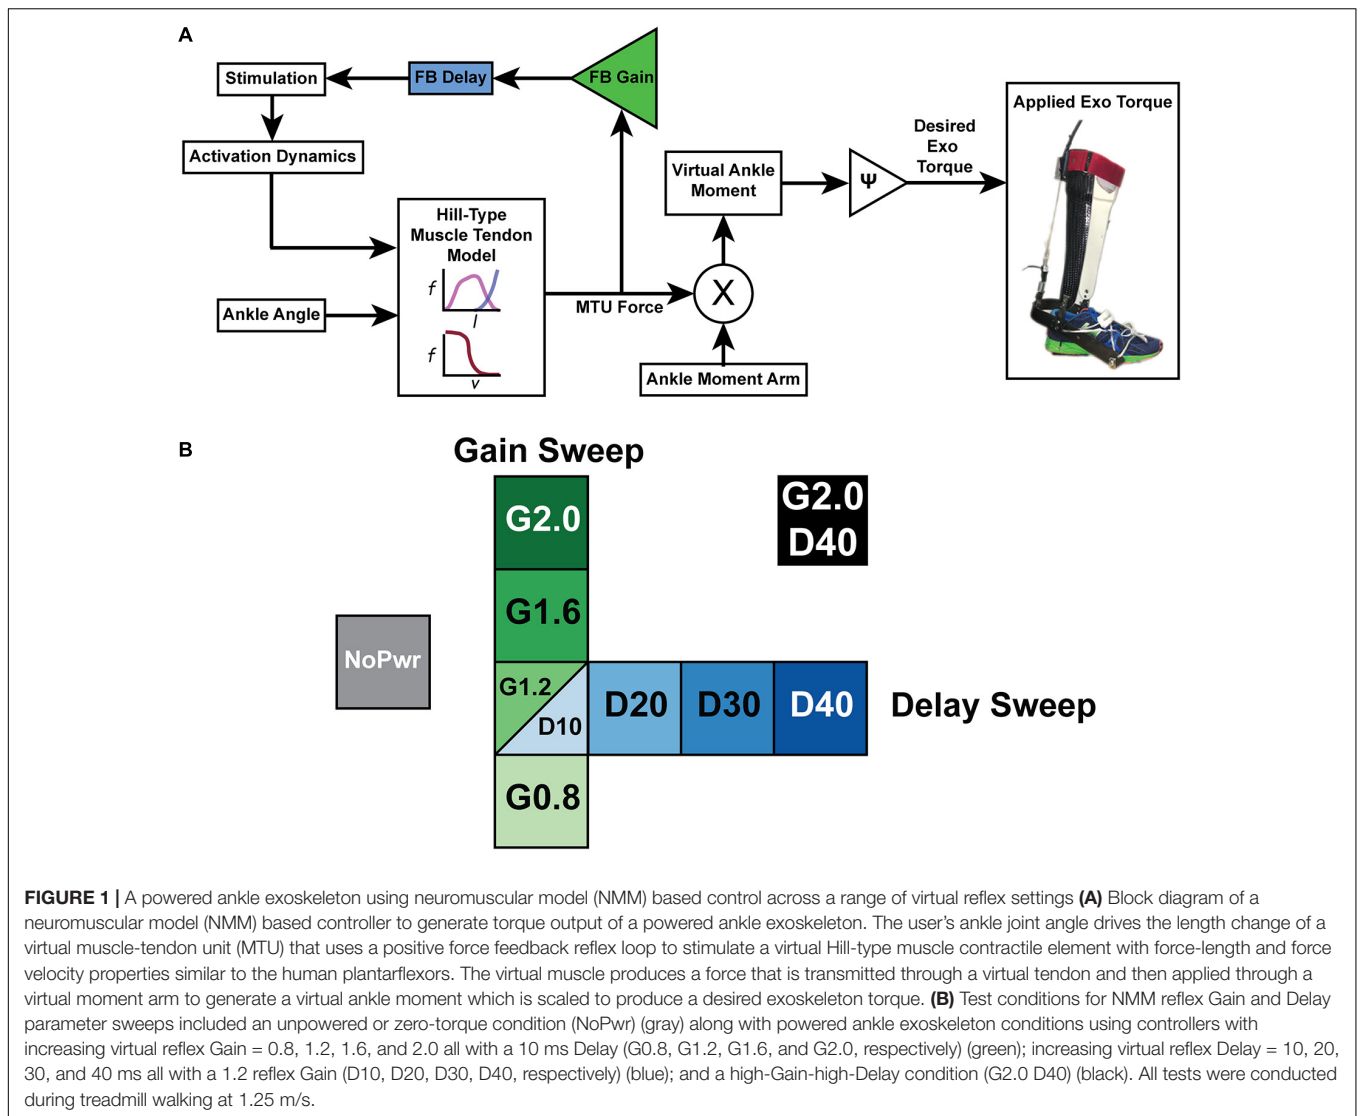 A
Stimulation
FB Delay
FB Gain
Activation Dynamics
Hill-Type
Muscle Tendon
Model
f
l
f
v
Ankle Angle
MTU Force
Virtual Ankle
Moment
X
Ankle Moment Arm
Ψ
Desired
Exo
Torque
Applied Exo Torque
B
Gain Sweep
G2.0
G1.6
G1.2
D10
G0.8
D20
D30
D40
Delay Sweep
NoPwr
G2.0
D40
FIGURE 1 | A powered ankle exoskeleton using neuromuscular model (NMM) based control across a range of virtual reflex settings (A) Block diagram of a
neuromuscular model (NMM) based controller to generate torque output of a powered ankle exoskeleton. The user's ankle joint angle drives the length change of a
virtual muscle-tendon unit (MTU) that uses a positive force feedback reflex loop to stimulate a virtual Hill-type muscle contractile element with force-length and force
velocity properties similar to the human plantarflexors. The virtual muscle produces a force that is transmitted through a virtual tendon and then applied through a
virtual moment arm to generate a virtual ankle moment which is scaled to produce a desired exoskeleton torque. (B) Test conditions for NMM reflex Gain and Delay
parameter sweeps included an unpowered or zero-torque condition (NoPwr) (gray) along with powered ankle exoskeleton conditions using controllers with
increasing virtual reflex Gain = 0.8, 1.2, 1.6, and 2.0 all with a 10 ms Delay (G0.8, G1.2, G1.6, and G2.0, respectively) (green); increasing virtual reflex Delay = 10, 20,
30, and 40 ms all with a 1.2 reflex Gain (D10, D20, D30, D40, respectively) (blue); and a high-Gain-high-Delay condition (G2.0 D40) (black). All tests were conducted
during treadmill walking at 1.25 m/s.